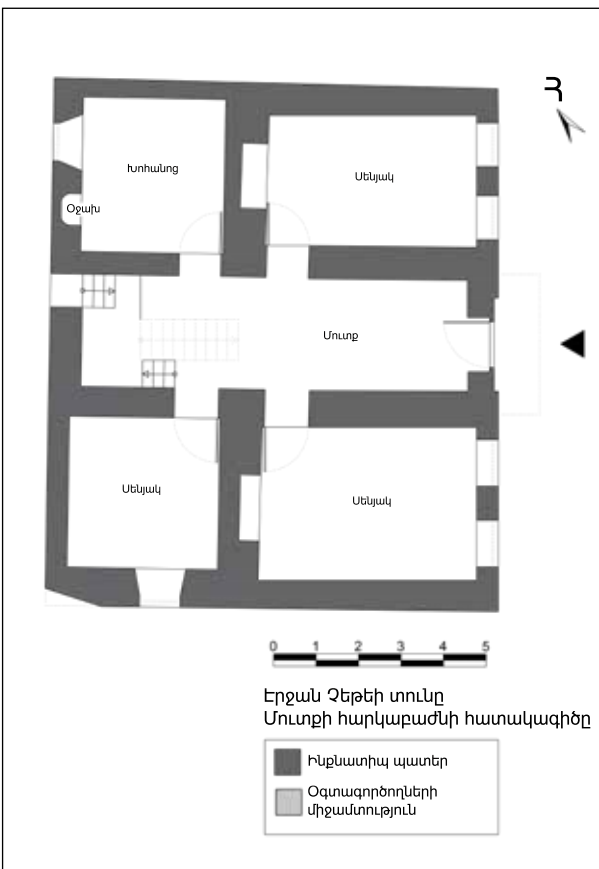 Հ
Խոհանոց
Սենյակ
Օջախ
Մուտք
Սենյակ
Սենյակ
0 1 2 3 4 5
Էրջան Չեթեի տունը
Մուտքի հարկաբաժնի հատակագիծը
Ինքնատիպ պատեր
Օգտագործողների
միջամտություն